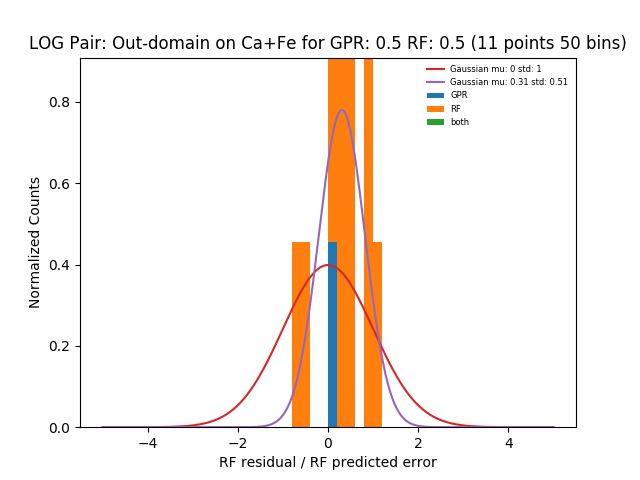 LOG Pair: Out-domain on Ca+Fe for GPR: 0.5 RF: 0.5 (11 points 50 bins)
Gaussian mu: 0 std: 1
Gaussian mu: 0.31 std: 0.51
GPR
RF
both
Normalized Counts
0.8
0.6
0.4
0.2
0.0
−4
−2
0
2
4
RF residual / RF predicted error